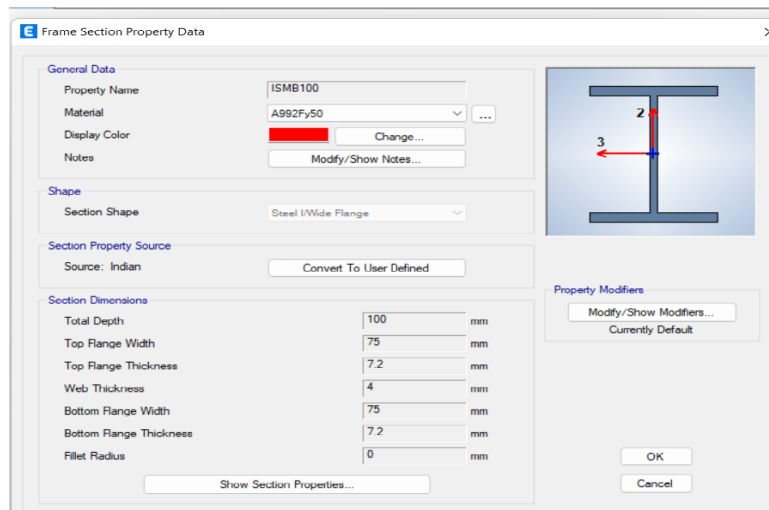 E Frame Section Property Data
General Data
Property Name ISMB100
Material A992Fy50 ...
Display Color Change...
Notes Modify/Show Notes...
2
3
Shape
Section Shape Steel I/Wide Flange
Section Property Source
Source: Indian Convert To User Defined
Section Dimensions
Total Depth 100 mm
Top Flange Width 75 mm
Top Flange Thickness 7.2 mm
Web Thickness 4 mm
Bottom Flange Width 75 mm
Bottom Flange Thickness 7.2 mm
Fillet Radius 0 mm
Show Section Properties...
Property Modifiers
Modify/Show Modifiers...
Currently Default
OK
Cancel